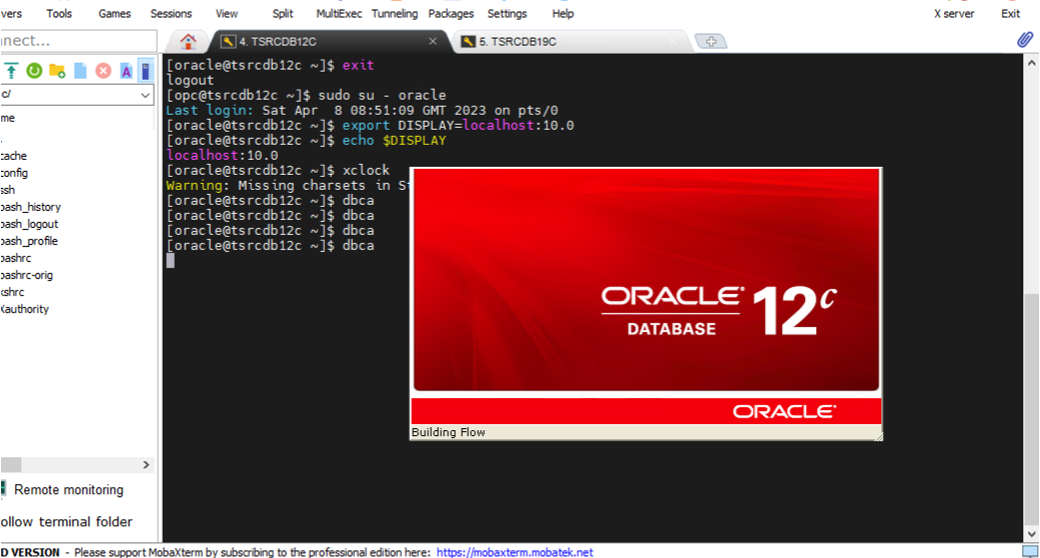 vers Tools Games Sessions View Split MultiExec Tunneling Packages Settings Help X server Exit
nnect...
4. TSRCDB12C
5. TSRCDB19C
c/
me
cache
config
ssh
bash_history
bash_logout
bash_profile
bashrc
bashrc-orig
kshrc
Xauthority
Remote monitoring
ollow terminal folder
[oracle@tsrcdb12c ~]$ exit
logout
[opc@tsrcdb12c ~]$ sudo su - oracle
Last login: Sat Apr  8 08:51:09 GMT 2023 on pts/0
[oracle@tsrcdb12c ~]$ export DISPLAY=localhost:10.0
[oracle@tsrcdb12c ~]$ echo $DISPLAY
localhost:10.0
[oracle@tsrcdb12c ~]$ xclock
Warning: Missing charsets in St
[oracle@tsrcdb12c ~]$ dbca
[oracle@tsrcdb12c ~]$ dbca
[oracle@tsrcdb12c ~]$ dbca
[oracle@tsrcdb12c ~]$ dbca
ORACLE
DATABASE
12c
ORACLE
Building Flow
D VERSION - Please support MobaXterm by subscribing to the professional edition here: https://mobaxterm.mobatek.net